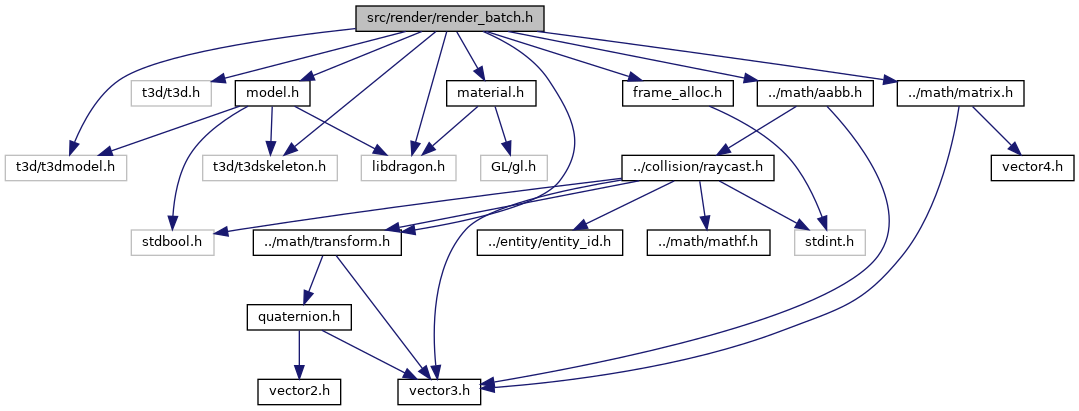 src/render/render_batch.h
t3d/t3d.h
model.h
material.h
frame_alloc.h
../math/aabb.h
../math/matrix.h
t3d/t3dmodel.h
t3d/t3dskeleton.h
libdragon.h
GL/gl.h
../collision/raycast.h
vector4.h
stdbool.h
../math/transform.h
../entity/entity_id.h
../math/mathf.h
stdint.h
quaternion.h
vector2.h
vector3.h